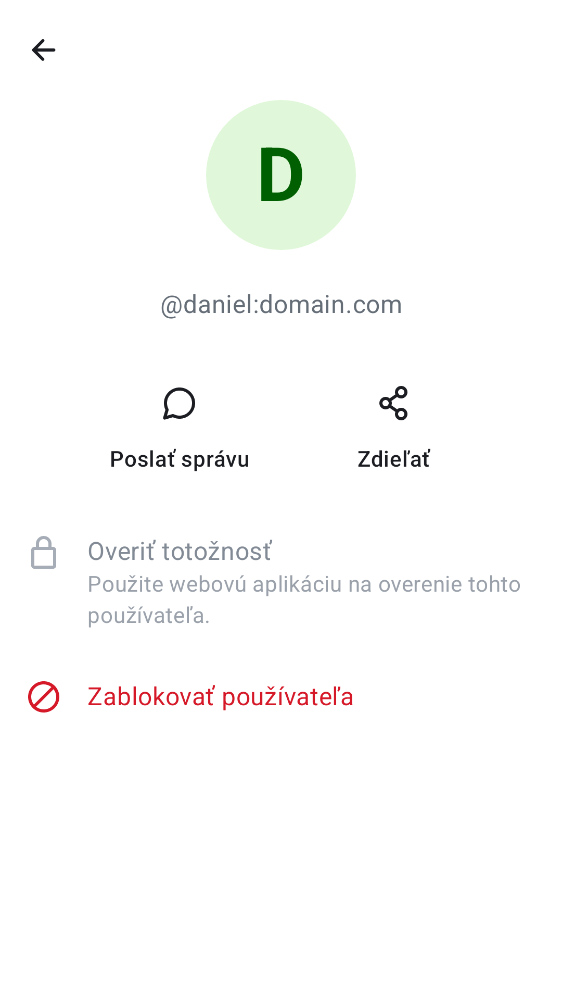 D
@daniel:domain.com
Poslať správu
Zdieľať
Overiť totožnosť
Použite webovú aplikáciu na overenie tohto
používateľa.
Zablokovať používateľa